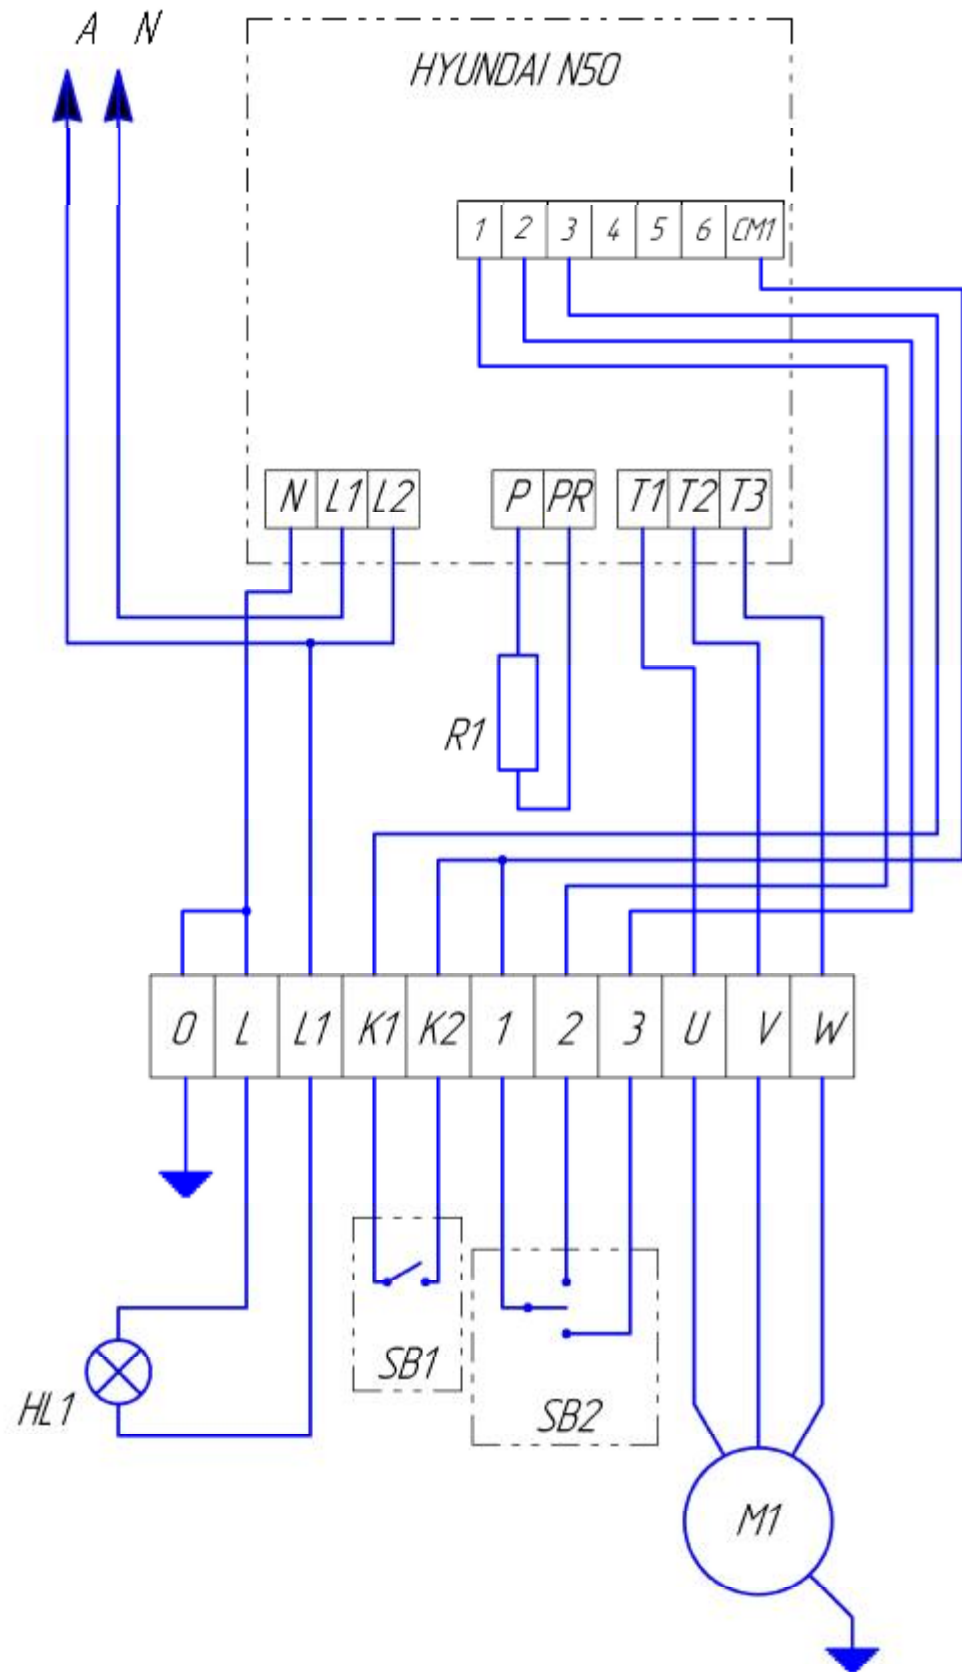 A N
HYUNDAI N50
1 2 3 4 5 6 CM1
N L1 L2 P PR T1 T2 T3
R1
0 L L1 K1 K2 1 2 3 U V W
SB1
HL1
SB2
M1